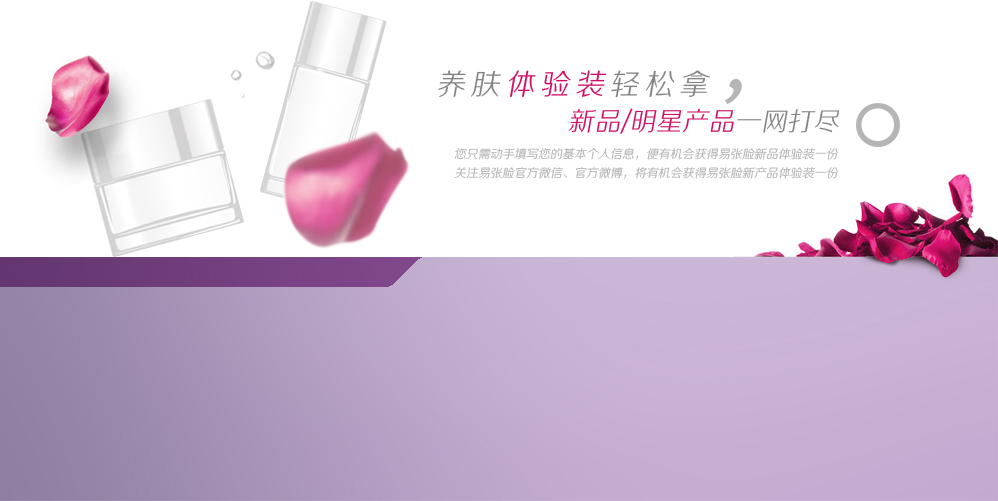 养肤体验装轻松拿，
新品/明星产品一网打尽。
您只需动手填写您的基本个人信息，便有机会获得易张脸新品体验装一份
关注易张脸官方微信、官方微博，将有机会获得易张脸新产品体验装一份